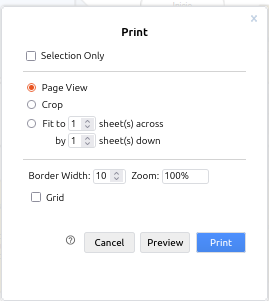 Print
Selection Only
Page View
Crop
Fit to 1 sheet(s) across
by 1 sheet(s) down
Border Width: 10 Zoom: 100%
Grid
? Cancel Preview Print